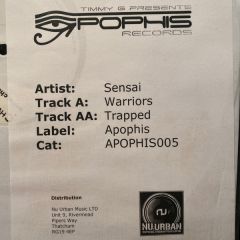 TIMMY G PRESENTS
APOPHIS
RECORDS
Artist: Sensai
Track A: Warriors
Track AA: Trapped
Label: Apophis
Cat: APOPHIS005
Distribution
Nu Urban Music LTD
Unit 9, Rivermead
Pipers Way
Thatcham
RG19 4EP
NU URBAN